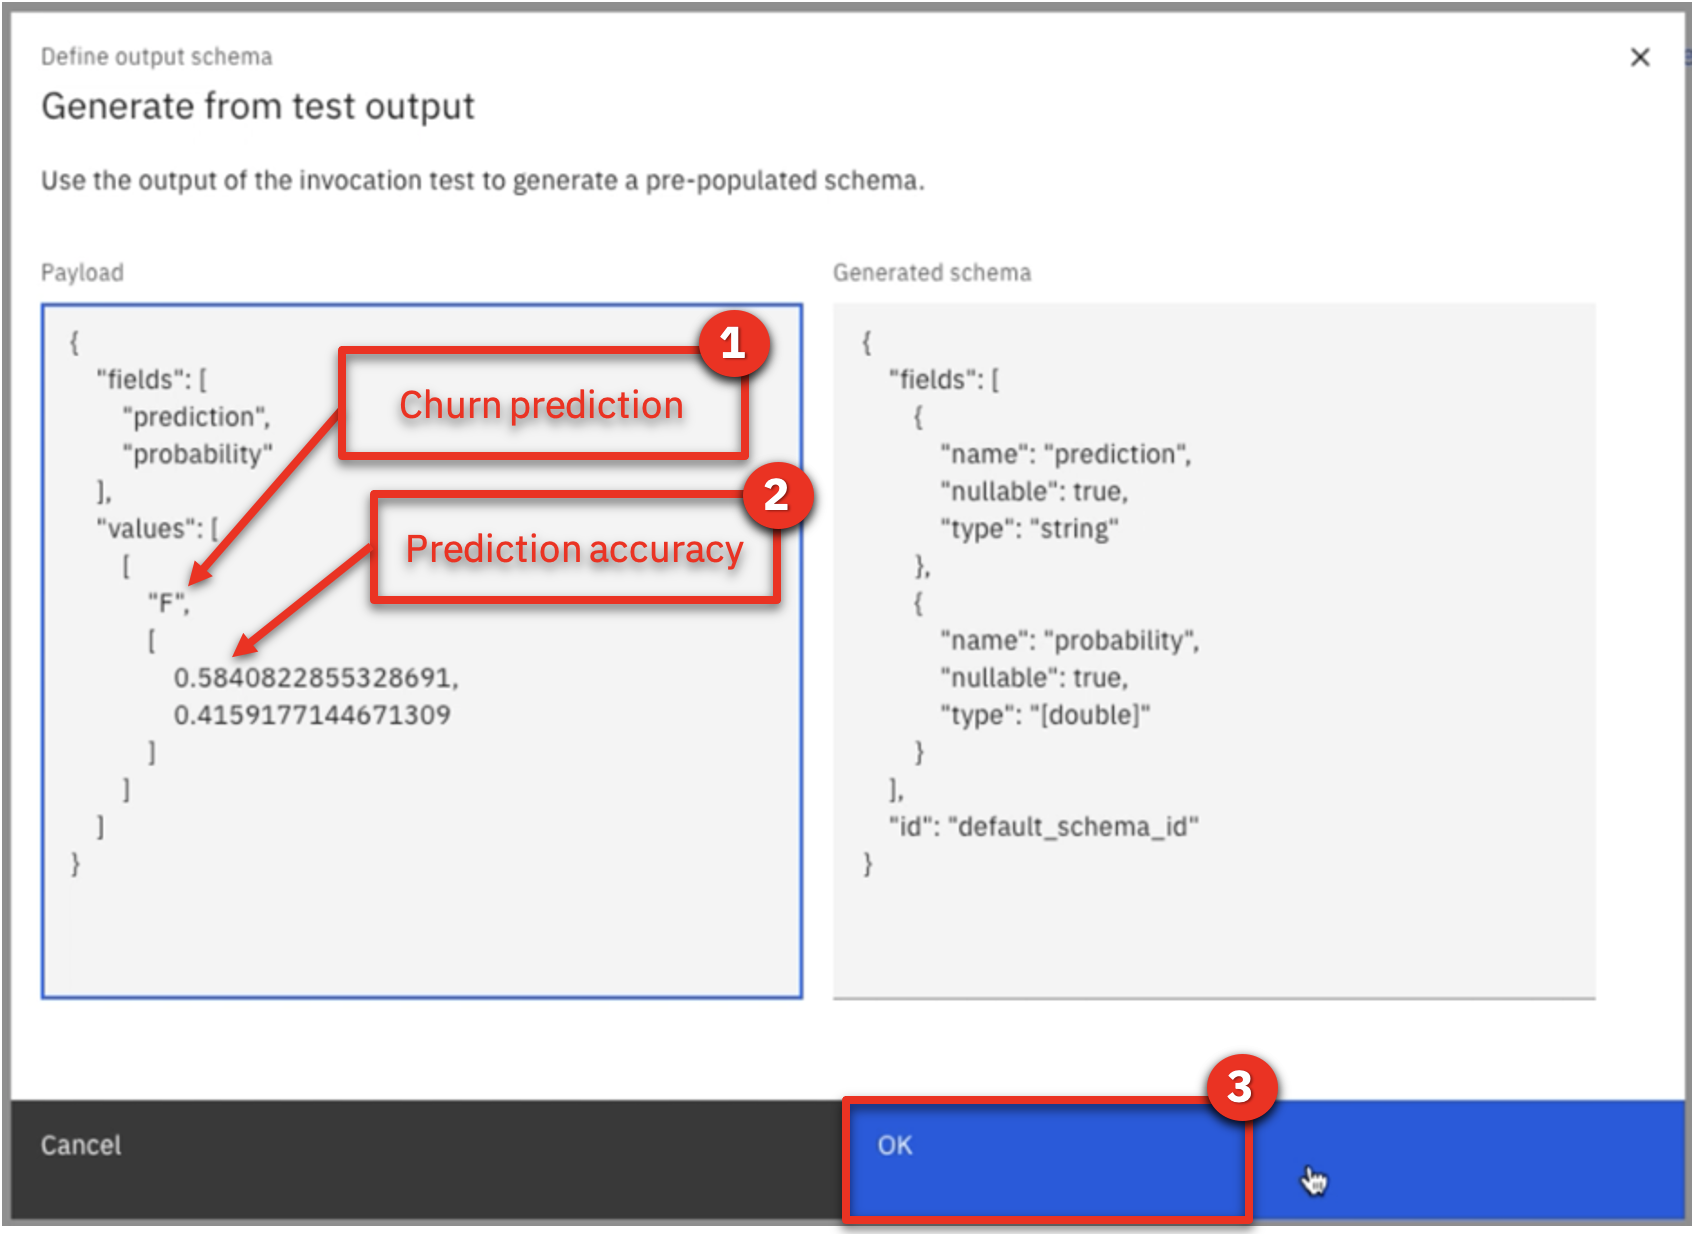 Define output schema
Generate from test output
Use the output of the invocation test to generate a pre-populated schema.
Payload
{
"fields": [
"prediction",
"probability"
],
"values": [
[
"F",
[
0.5840822855328691,
0.4159177144671309
]
]
]
}
1
Churn prediction
2
Prediction accuracy
Generated schema
{
"fields": [
{
"name": "prediction",
"nullable": true,
"type": "string"
},
{
"name": "probability",
"nullable": true,
"type": "[double]"
}
],
"id": "default_schema_id"
}
3
Cancel
OK